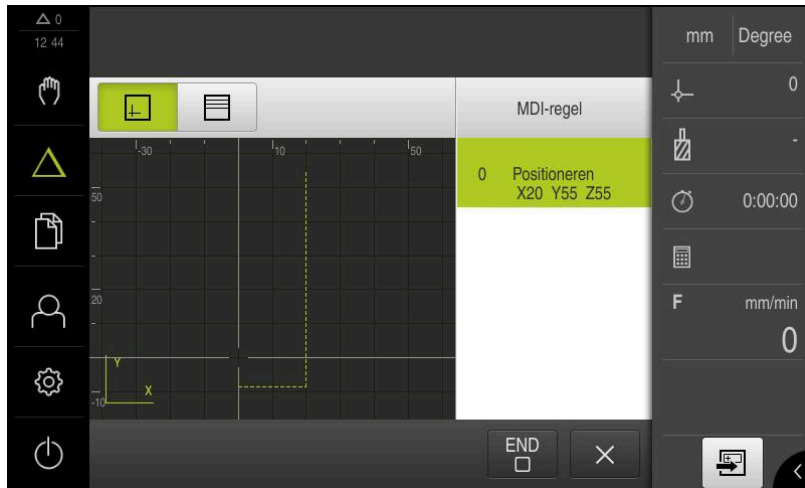 0
12 44
mm Degree
0
MDI-regel
-30 10 50
0 Positioneren
X20 Y55 Z55
-
50
0:00:00
20
F mm/min
0
Y
X
-10
END